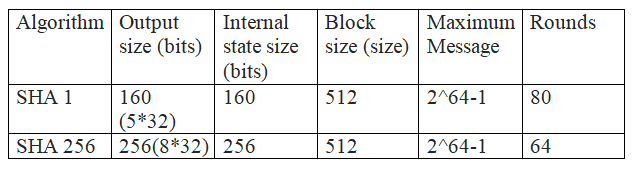 Algorithm Output size (bits) Internal state size (bits) Block size (size) Maximum Message Rounds
SHA 1 160 (5*32) 160 512 2^64-1 80
SHA 256 256(8*32) 256 512 2^64-1 64